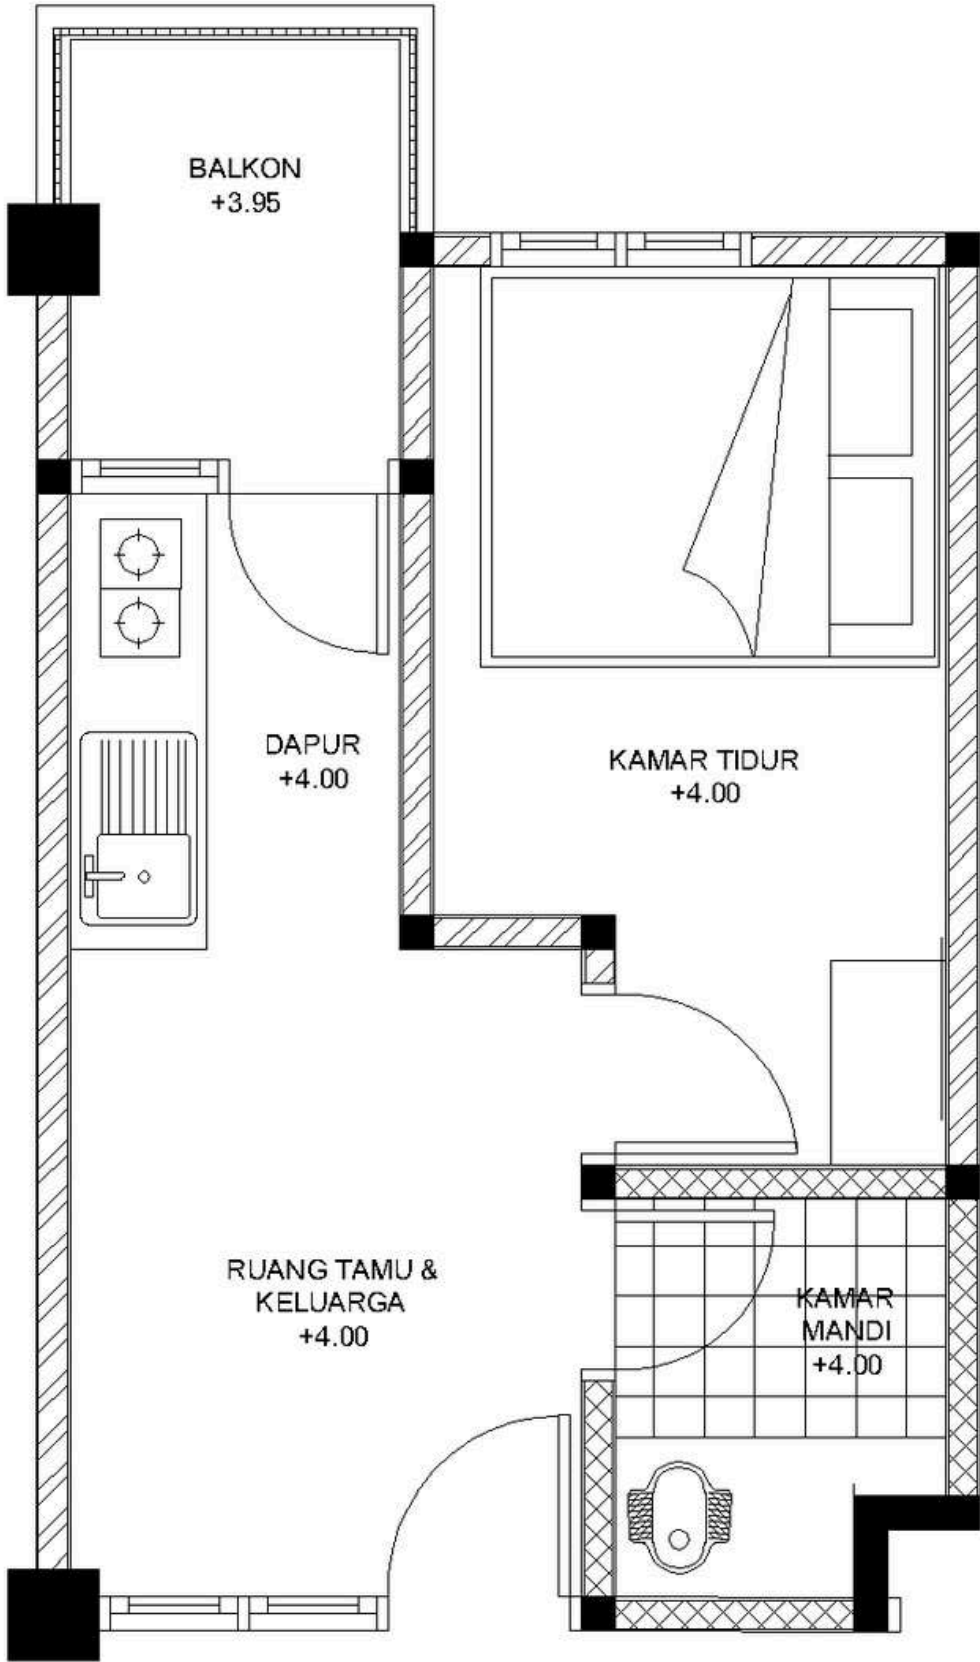 BALKON
+3.95
DAPUR
+4.00
KAMAR TIDUR
+4.00
RUANG TAMU &
KELUARGA
+4.00
KAMAR
MANDI
+4.00